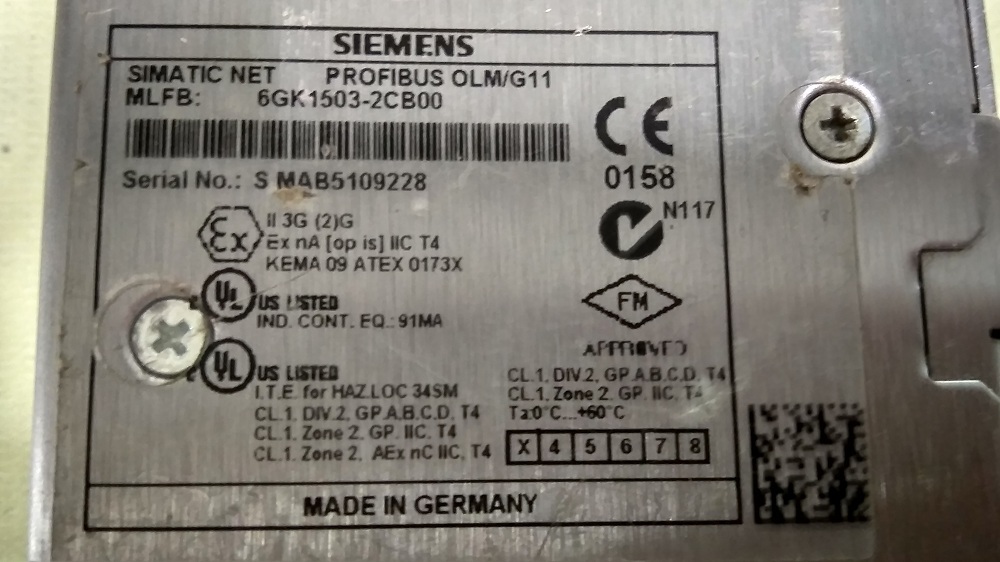 SIEMENS
SIMATIC NET PROFIBUS OLM/G11
MLFB: 6GK1503-2CB00
Serial No.: S MAB5109228
CE
0158
N117
Ex
II 3G (2)G
Ex nA [op is] IIC T4
KEMA 09 ATEX 0173X
UL US LISTED
IND. CONT. EQ.: 91MA
FM
APPROVED
UL US LISTED
I.T.E. for HAZ.LOC 34SM
CL.1, DIV.2, GP.A.B.C.D, T4
CL.1, Zone 2, GP. IIC, T4
CL.1, Zone 2, AEx nC IIC, T4
CL.1, DIV.2, GP.A.B.C.D, T4
CL.1, Zone 2, GP. IIC, T4
Ta:0°C...+60°C
X 4 5 6 7 8
MADE IN GERMANY